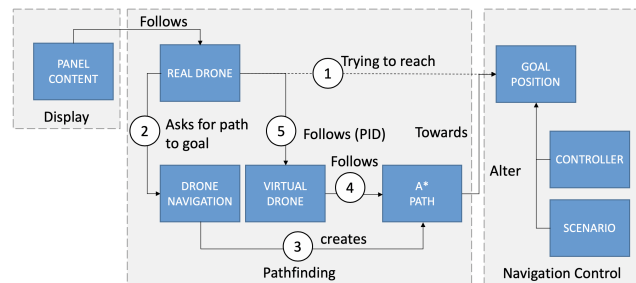 Follows
PANEL
CONTENT
Display
REAL DRONE
1
Trying to reach
GOAL
POSITION
2
Asks for path
to goal
5
Follows (PID)
Towards
Follows
4
DRONE
NAVIGATION
VIRTUAL
DRONE
A*
PATH
Alter
CONTROLLER
SCENARIO
3
creates
Pathfinding
Navigation Control